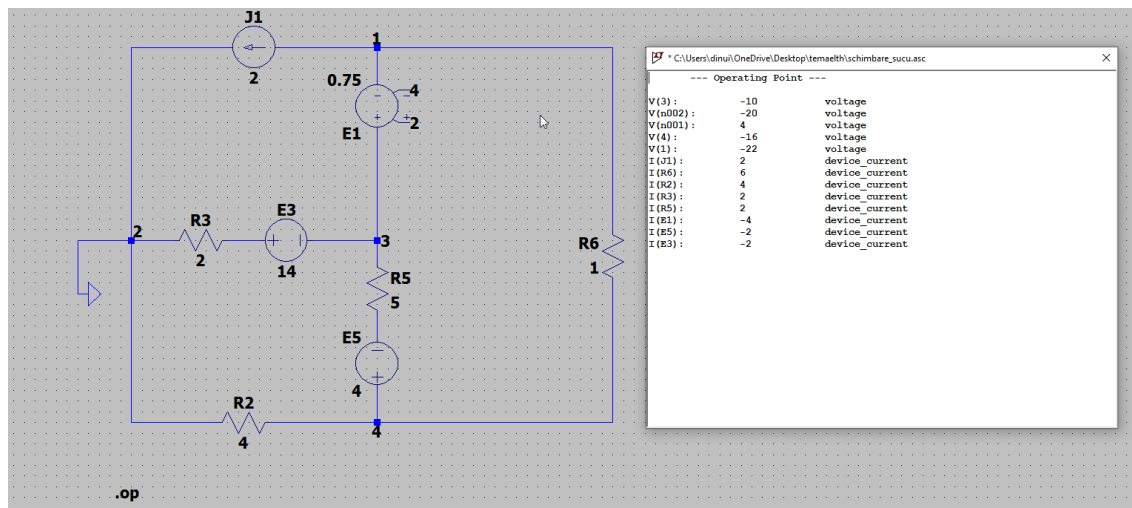 J1
2
1
0.75
4
2
E1
R3
2
E3
14
2
3
R5
5
R6
1
E5
4
R2
4
4
.op
* C:\Users\dinui\OneDrive\Desktop\temaelth\schimbare_sucu.asc
--- Operating Point ---
V(3): -10 voltage
V(n002): -20 voltage
V(n001): 4 voltage
V(4): -16 voltage
V(1): -22 voltage
I(J1): 2 device_current
I(R6): 6 device_current
I(R2): 4 device_current
I(R3): 2 device_current
I(R5): 2 device_current
I(E1): -4 device_current
I(E5): -2 device_current
I(E3): -2 device_current